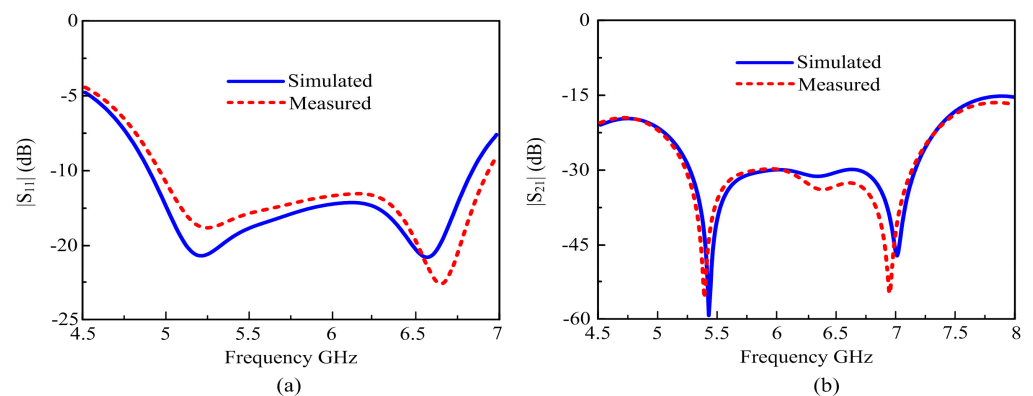 0
-5
-10
-15
-20
-25
|S11| (dB)
Simulated
Measured
4.5 5 5.5 6 6.5 7
Frequency GHz
(a)
0
-15
-30
-45
-60
|S21| (dB)
Simulated
Measured
4.5 5 5.5 6 6.5 7 7.5 8
Frequency GHz
(b)